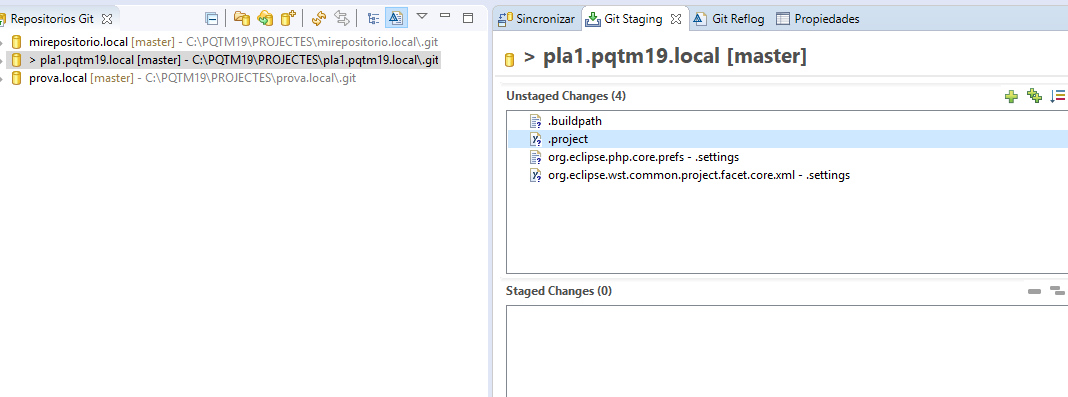 Repositorios Git
mirepositorio.local [master] - C:\PQTM19\PROJECTES\mirepositorio.local\.git
> pla1.pqtm19.local [master] - C:\PQTM19\PROJECTES\pla1.pqtm19.local\.git
prova.local [master] - C:\PQTM19\PROJECTES\prova.local\.git
Sincronizar Git Staging Git Reflog Propiedades
> pla1.pqtm19.local [master]
Unstaged Changes (4)
.buildpath
.project
org.eclipse.php.core.prefs - .settings
org.eclipse.wst.common.project.facet.core.xml - .settings
Staged Changes (0)